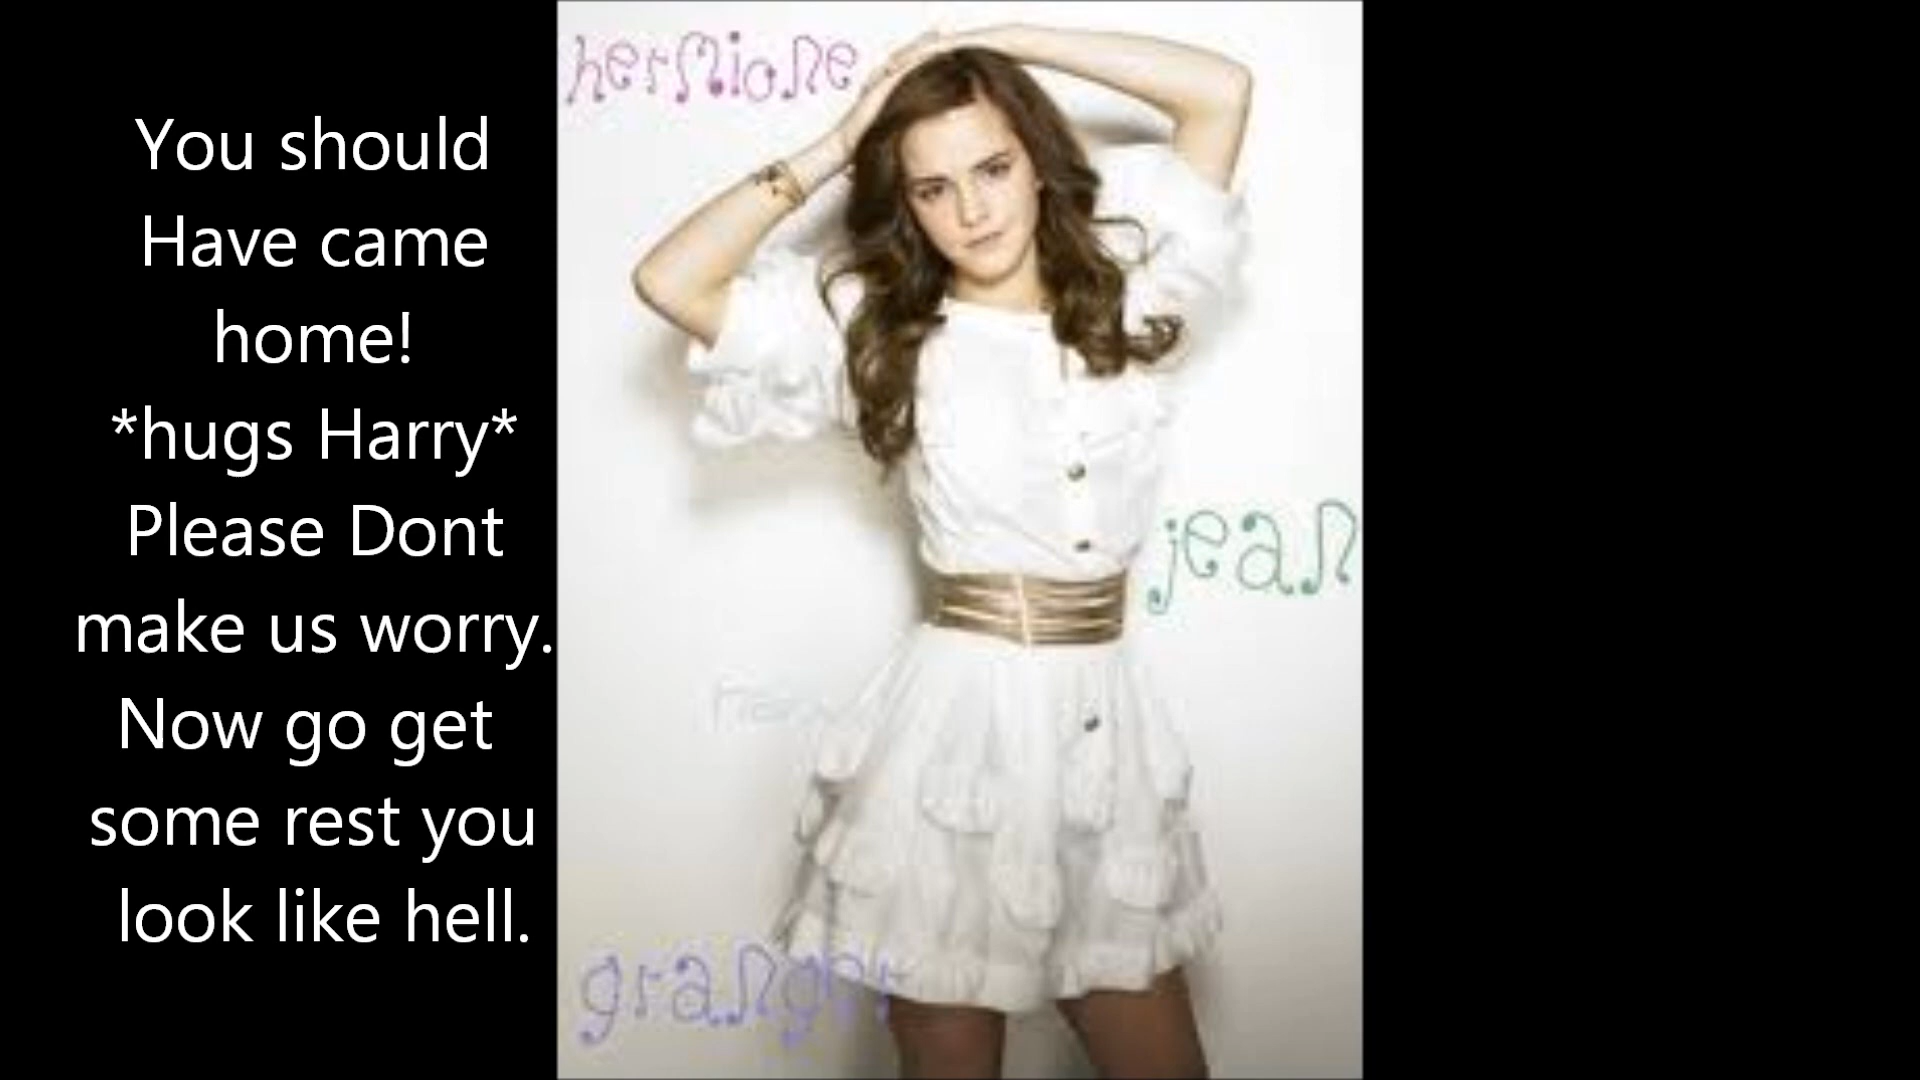 You should
Have came
home!
*hugs Harry*
Please Dont
make us worry.
Now go get
some rest you
look like hell.
hermione
jean
granger